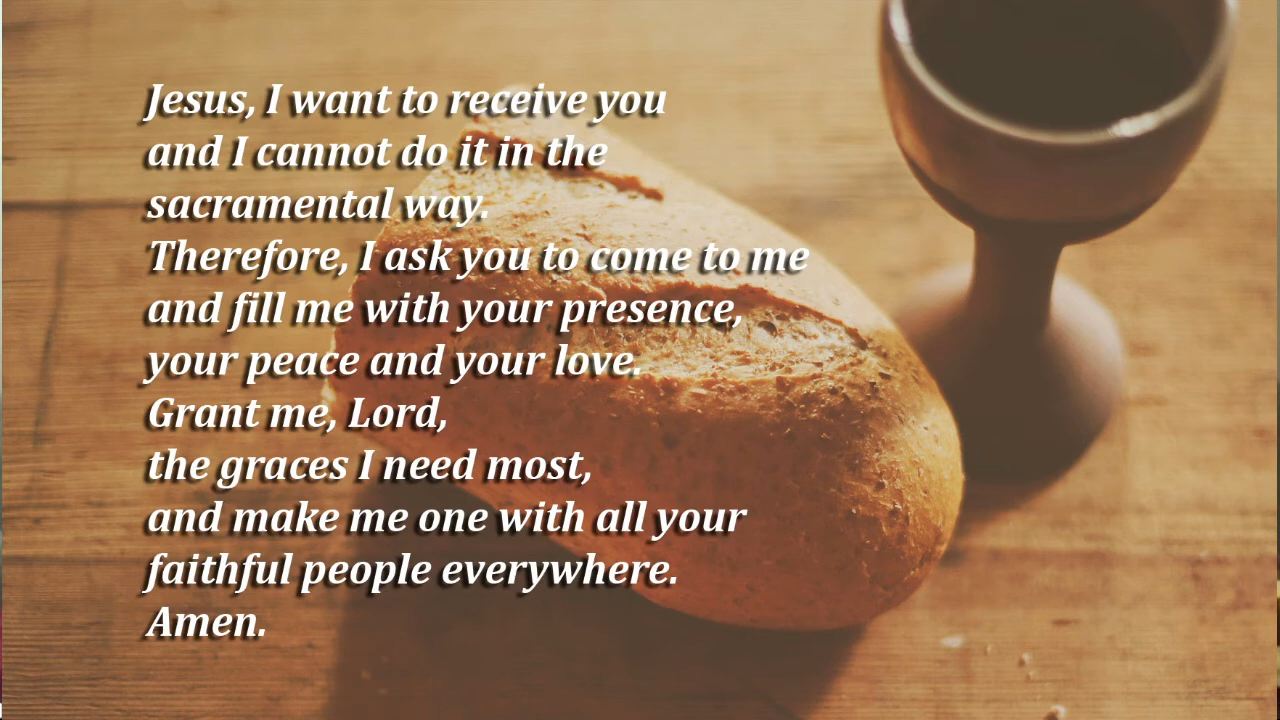 Jesus, I want to receive you
and I cannot do it in the
sacramental way.
Therefore, I ask you to come to me
and fill me with your presence,
your peace and your love.
Grant me, Lord,
the graces I need most,
and make me one with all your
faithful people everywhere.
Amen.